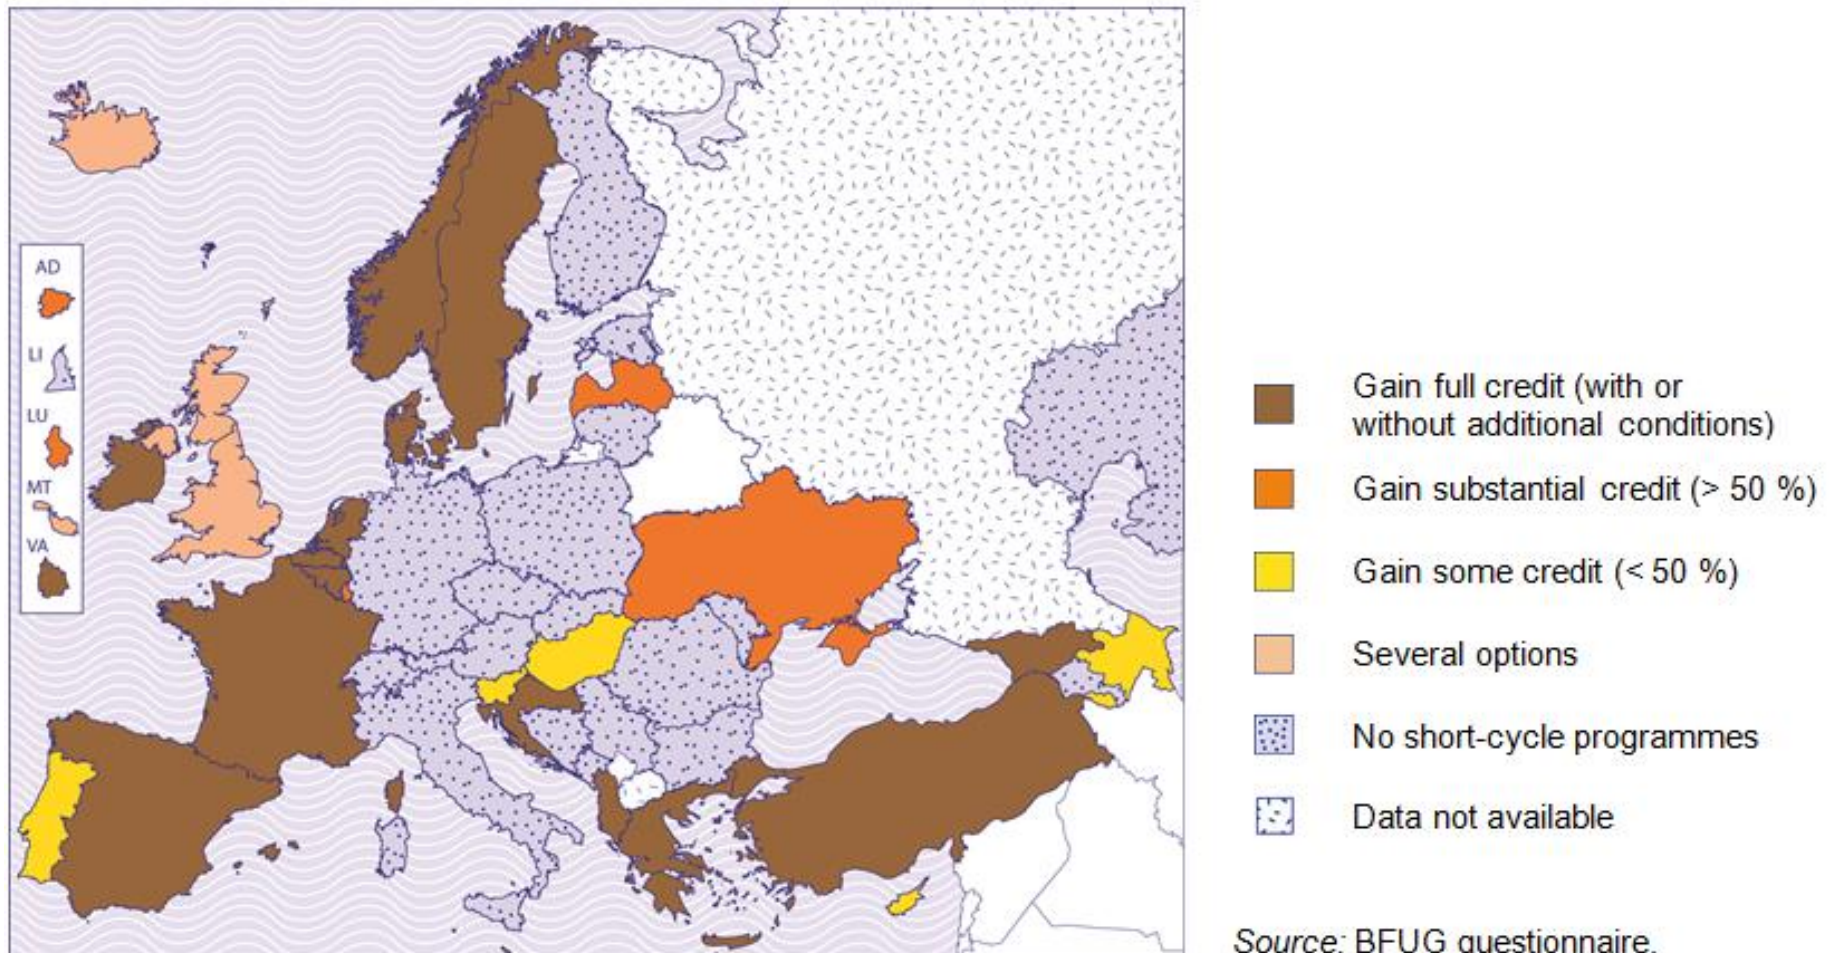 AD
LI
LU
MT
VA
Gain full credit (with or
without additional conditions)
Gain substantial credit (> 50 %)
Gain some credit (< 50 %)
Several options
No short-cycle programmes
Data not available
Source: BFUG questionnaire.